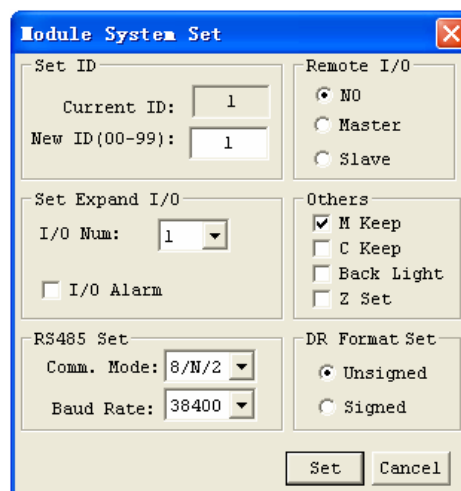 Module System Set
Set ID
Current ID: 1
New ID(00-99): 1
Remote I/O
NO
Master
Slave
Set Expand I/O
I/O Num: 1
I/O Alarm
Others
M Keep
C Keep
Back Light
Z Set
RS485 Set
Comm. Mode: 8/N/2
Baud Rate: 38400
DR Format Set
Unsigned
Signed
Set Cancel